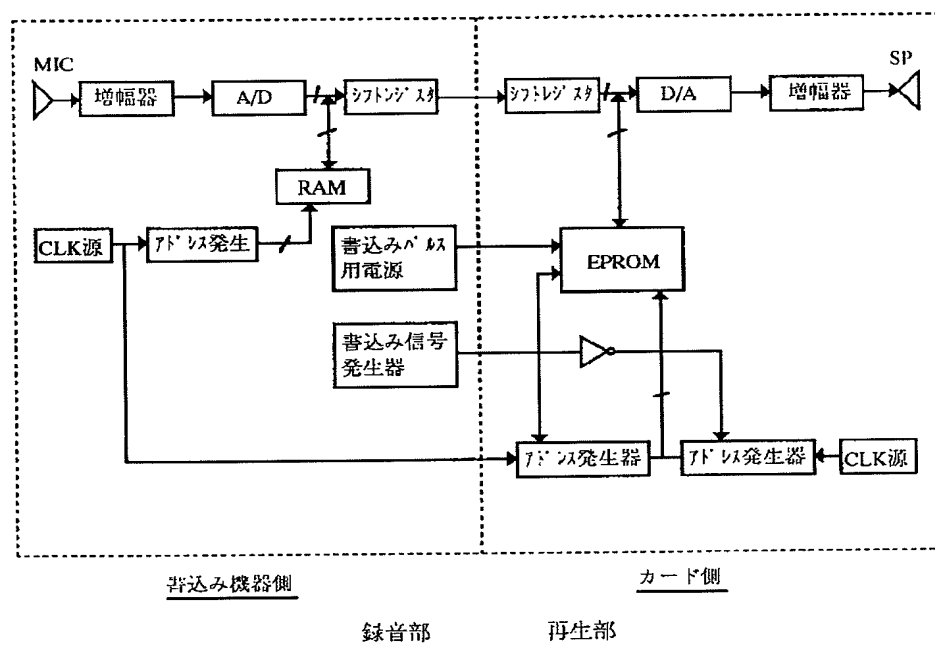 MIC
増幅器
A/D
シフトレジスタ
シフトレジスタ
D/A
増幅器
SP
RAM
CLK源
アドレス発生
書込みパルス
用電源
EPROM
書込み信号
発生器
アドレス発生器
アドレス発生器
CLK源
書込み機器側
カード側
録音部
再生部